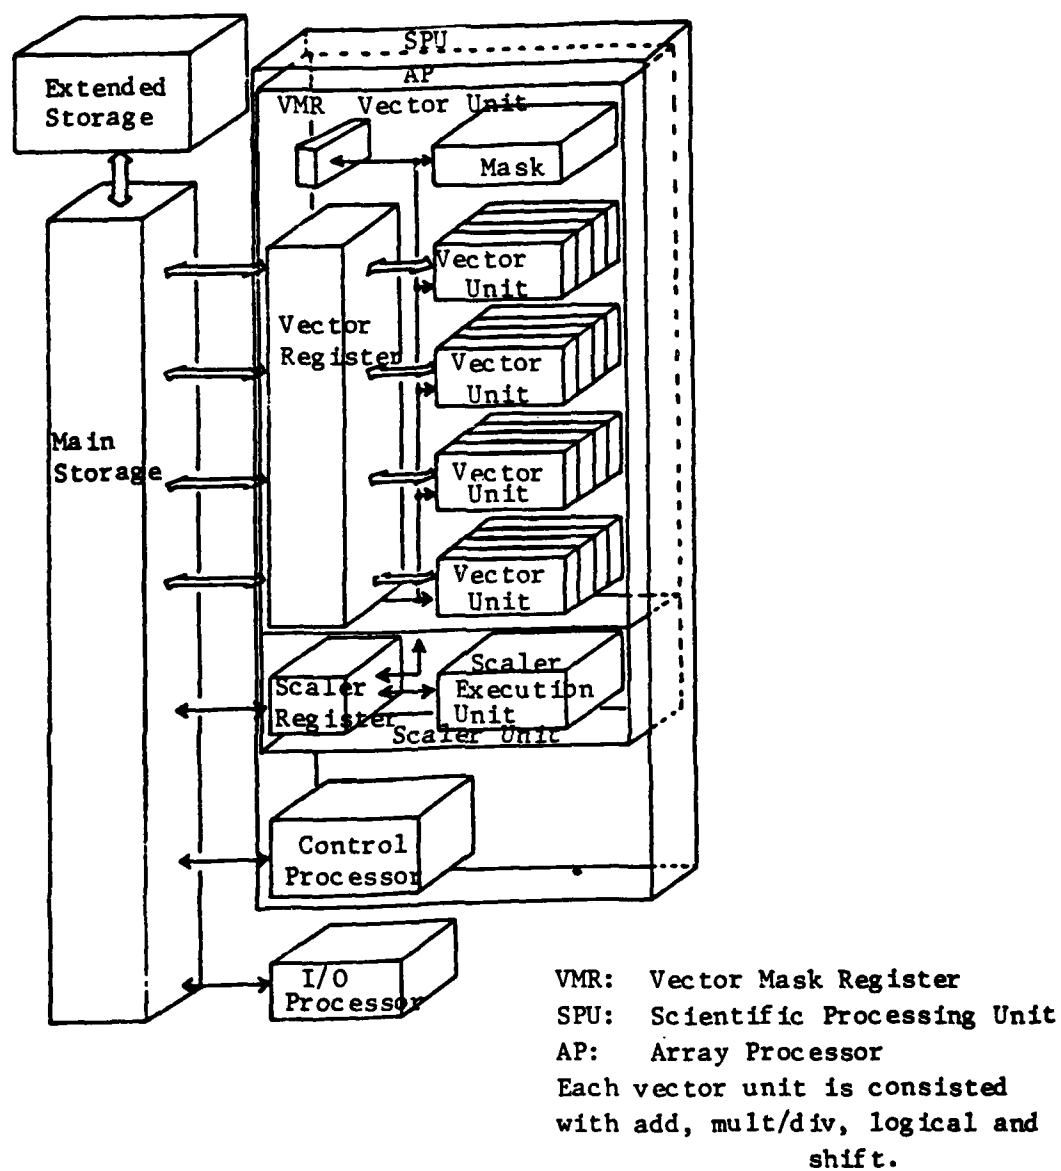 SPU
AP
Extended
Storage
VMR Vector Unit
Mask
Vector
Unit
Vector
Register
Vector
Unit
Main
Storage
Vector
Unit
Vector
Unit
Scaler
Register
Scaler
Execution
Unit
Scaler Unit
Control
Processor
I/O
Processor
VMR: Vector Mask Register
SPU: Scientific Processing Unit
AP: Array Processor
Each vector unit is consisted
with add, mult/div, logical and
shift.